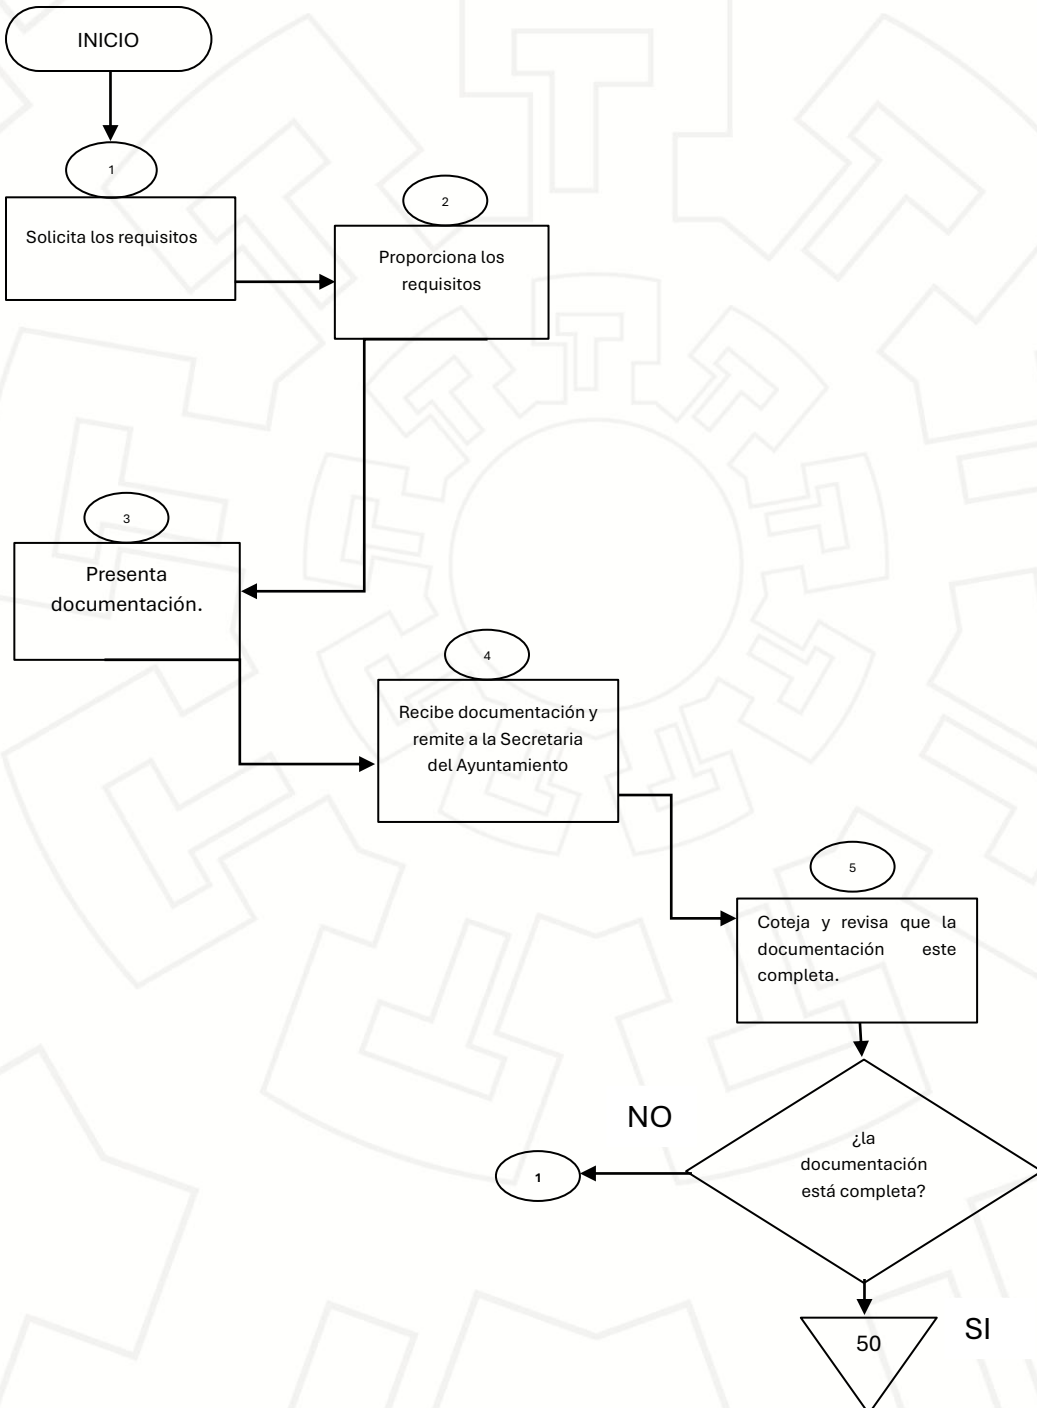 INICIO
1
Solicita los requisitos
2
Proporciona los
requisitos
3
Presenta
documentación.
4
Recibe documentación y
remite a la Secretaria
del Ayuntamiento
5
Coteja y revisa que la
documentación este
completa.
NO
¿la
documentación
está completa?
1
50
SI